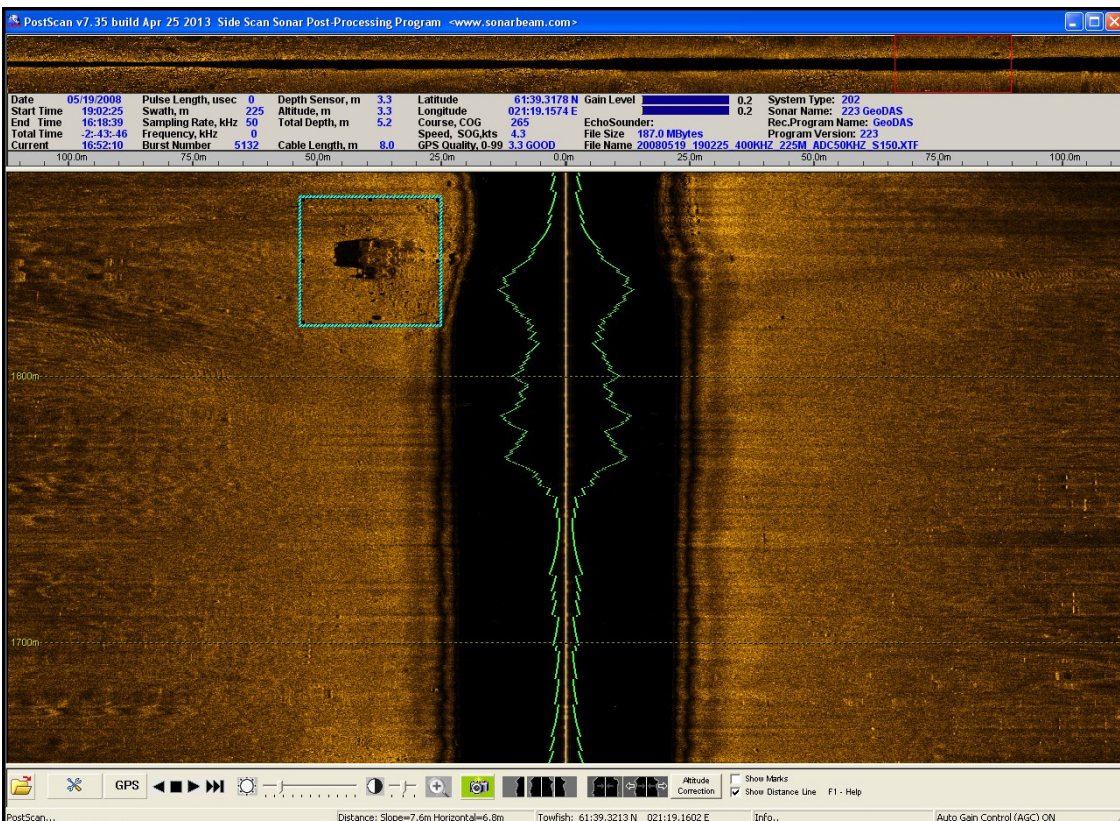 PostScan v7.35 build Apr 25 2013 Side Scan Sonar Post-Processing Program <www.sonarbeam.com>
Date 05/19/2008 Pulse Length, usec 0 Depth Sensor, m 3.3 Latitude 61:39.3178 N Gain Level 0.2 System Type: 202
Start Time 19:02:25 Swath, m 225 Altitude, m 3.3 Longitude 021:19.1574 E 0.2 Sonar Name: 223 GeoDAS
End Time 16:18:39 Sampling Rate, kHz 50 Total Depth, m 5.2 Course, COG 265 EchoSounder: Rec.Program Name: GeoDAS
Total Time -2:-43:-46 Frequency, kHz 0 Speed, SOG,kts 4.3 File Size 187.0 MBytes Program Version: 223
Current 16:52:10 Burst Number 5132 Cable Length, m 8.0 GPS Quality, 0-99 3.3 GOOD File Name 20080519_190225_400KHZ_225M_ADC50KHZ_S150.XTF
100.0m 75.0m 50.0m 25.0m 0.0m 25.0m 50.0m 75.0m 100.0m
1600m
1700m
GPS Altitude Correction Show Marks
Show Distance Line F1 - Help
PostScan... Distance: Slope=7.6m Horizontal=6.8m Towfish: 61:39.3213 N 021:19.1602 E Info.. Auto Gain Control (AGC) ON